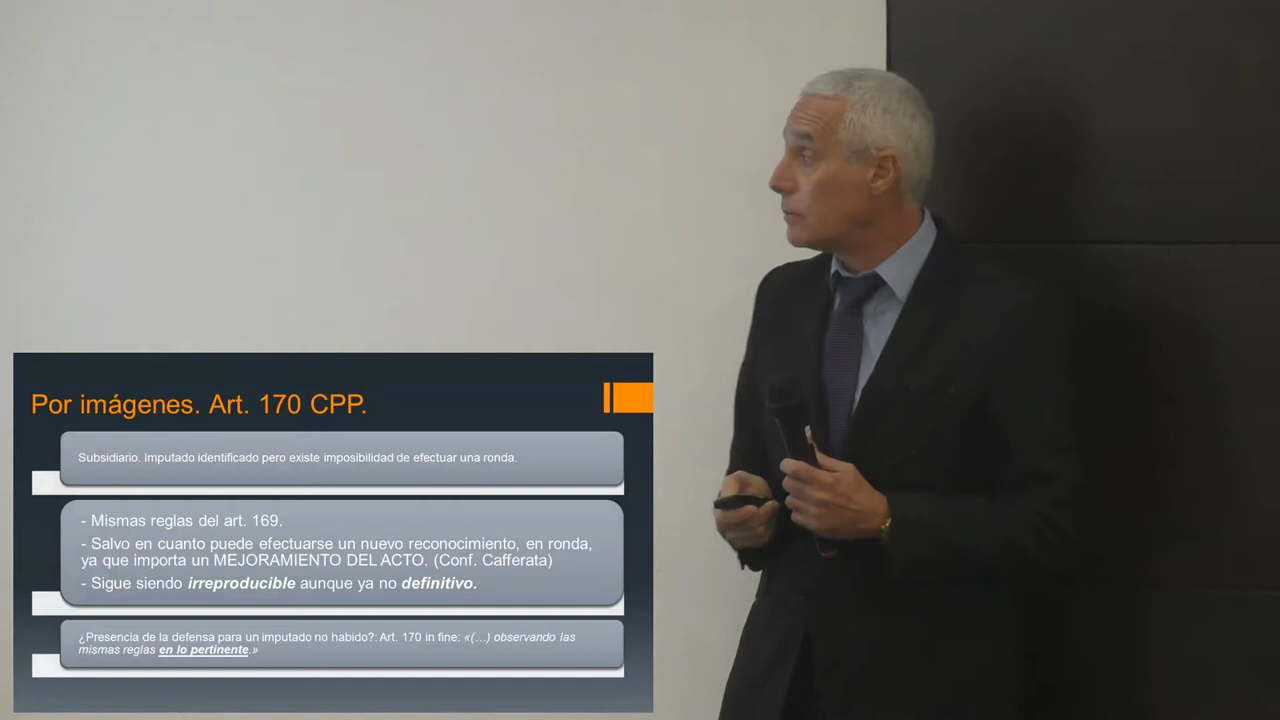 Por imágenes. Art. 170 CPP.
Subsidiario. Imputado identificado pero existe imposibilidad de efectuar una ronda.
- Mismas reglas del art. 169.
- Salvo en cuanto puede efectuarse un nuevo reconocimiento, en ronda,
ya que importa un MEJORAMIENTO DEL ACTO. (Conf. Cafferata)
- Sigue siendo irreproducible aunque ya no definitivo.
¿Presencia de la defensa para un imputado no habido?: Art. 170 in fine: «(…) observando las
mismas reglas en lo pertinente.»